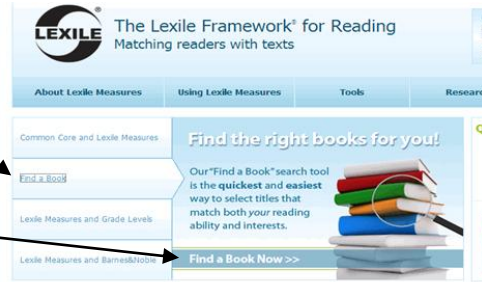 LEXILE
The Lexile Framework® for Reading
Matching readers with texts
About Lexile Measures Using Lexile Measures Tools
Common Core and Lexile Measures
Find a Book
Lexile Measures and Grade Levels
Lexile Measures and Barnes&Noble
Find the right books for you!
Our "Find a Book" search tool
is the quickest and easiest
way to select titles that
match both your reading
ability and interests.
Find a Book Now >>